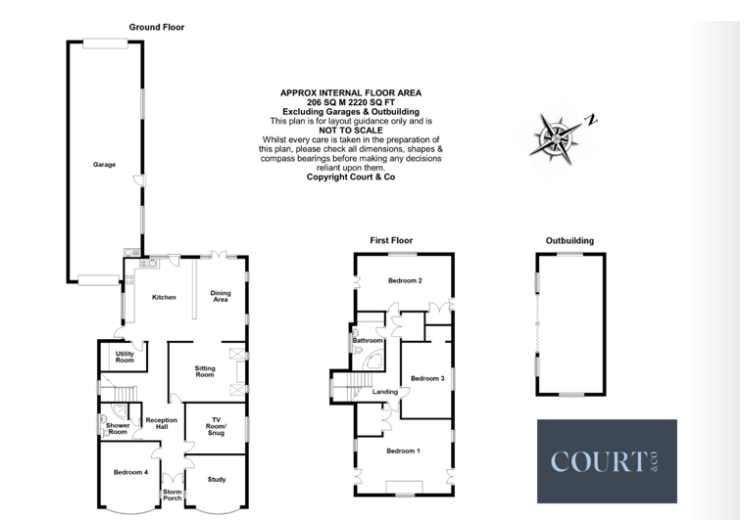 Ground Floor
APPROX INTERNAL FLOOR AREA
206 SQ M 2220 SQ FT
Excluding Garages & Outbuilding
This plan is for layout guidance only and is
NOT TO SCALE
Whilst every care is taken in the preparation of
this plan, please check all dimensions, shapes &
compass bearings before making any decisions
reliant upon them.
Copyright Court & Co
N
Garage
First Floor
Outbuilding
Kitchen
Dining
Area
Utility
Room
Sitting
Room
Shower
Room
Reception
Hall
TV
Room/
Snug
Bedroom 4
Storm
Porch
Study
Bedroom 2
Bathroom
Bedroom 3
Landing
Bedroom 1
COURT & CO